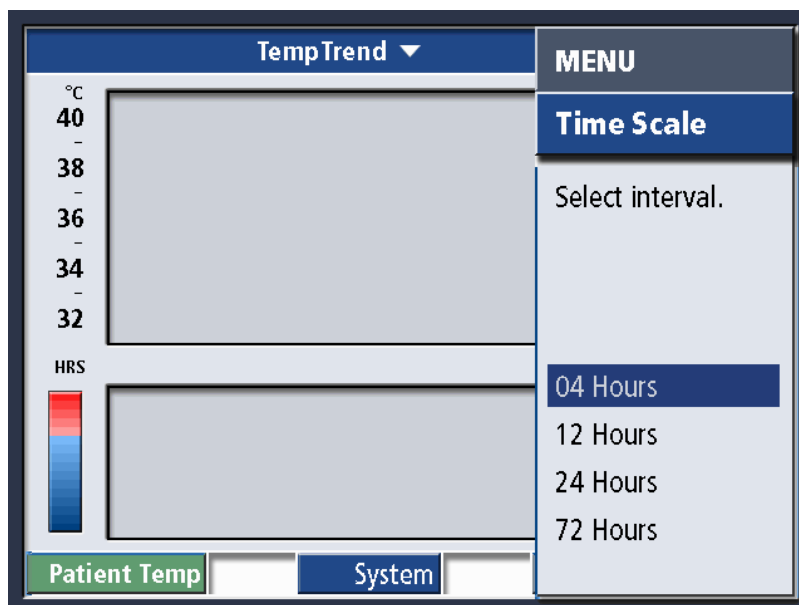 TempTrend
MENU
Time Scale
Select interval.
°C
40
38
36
34
32
HRS
04 Hours
12 Hours
24 Hours
72 Hours
Patient Temp
System